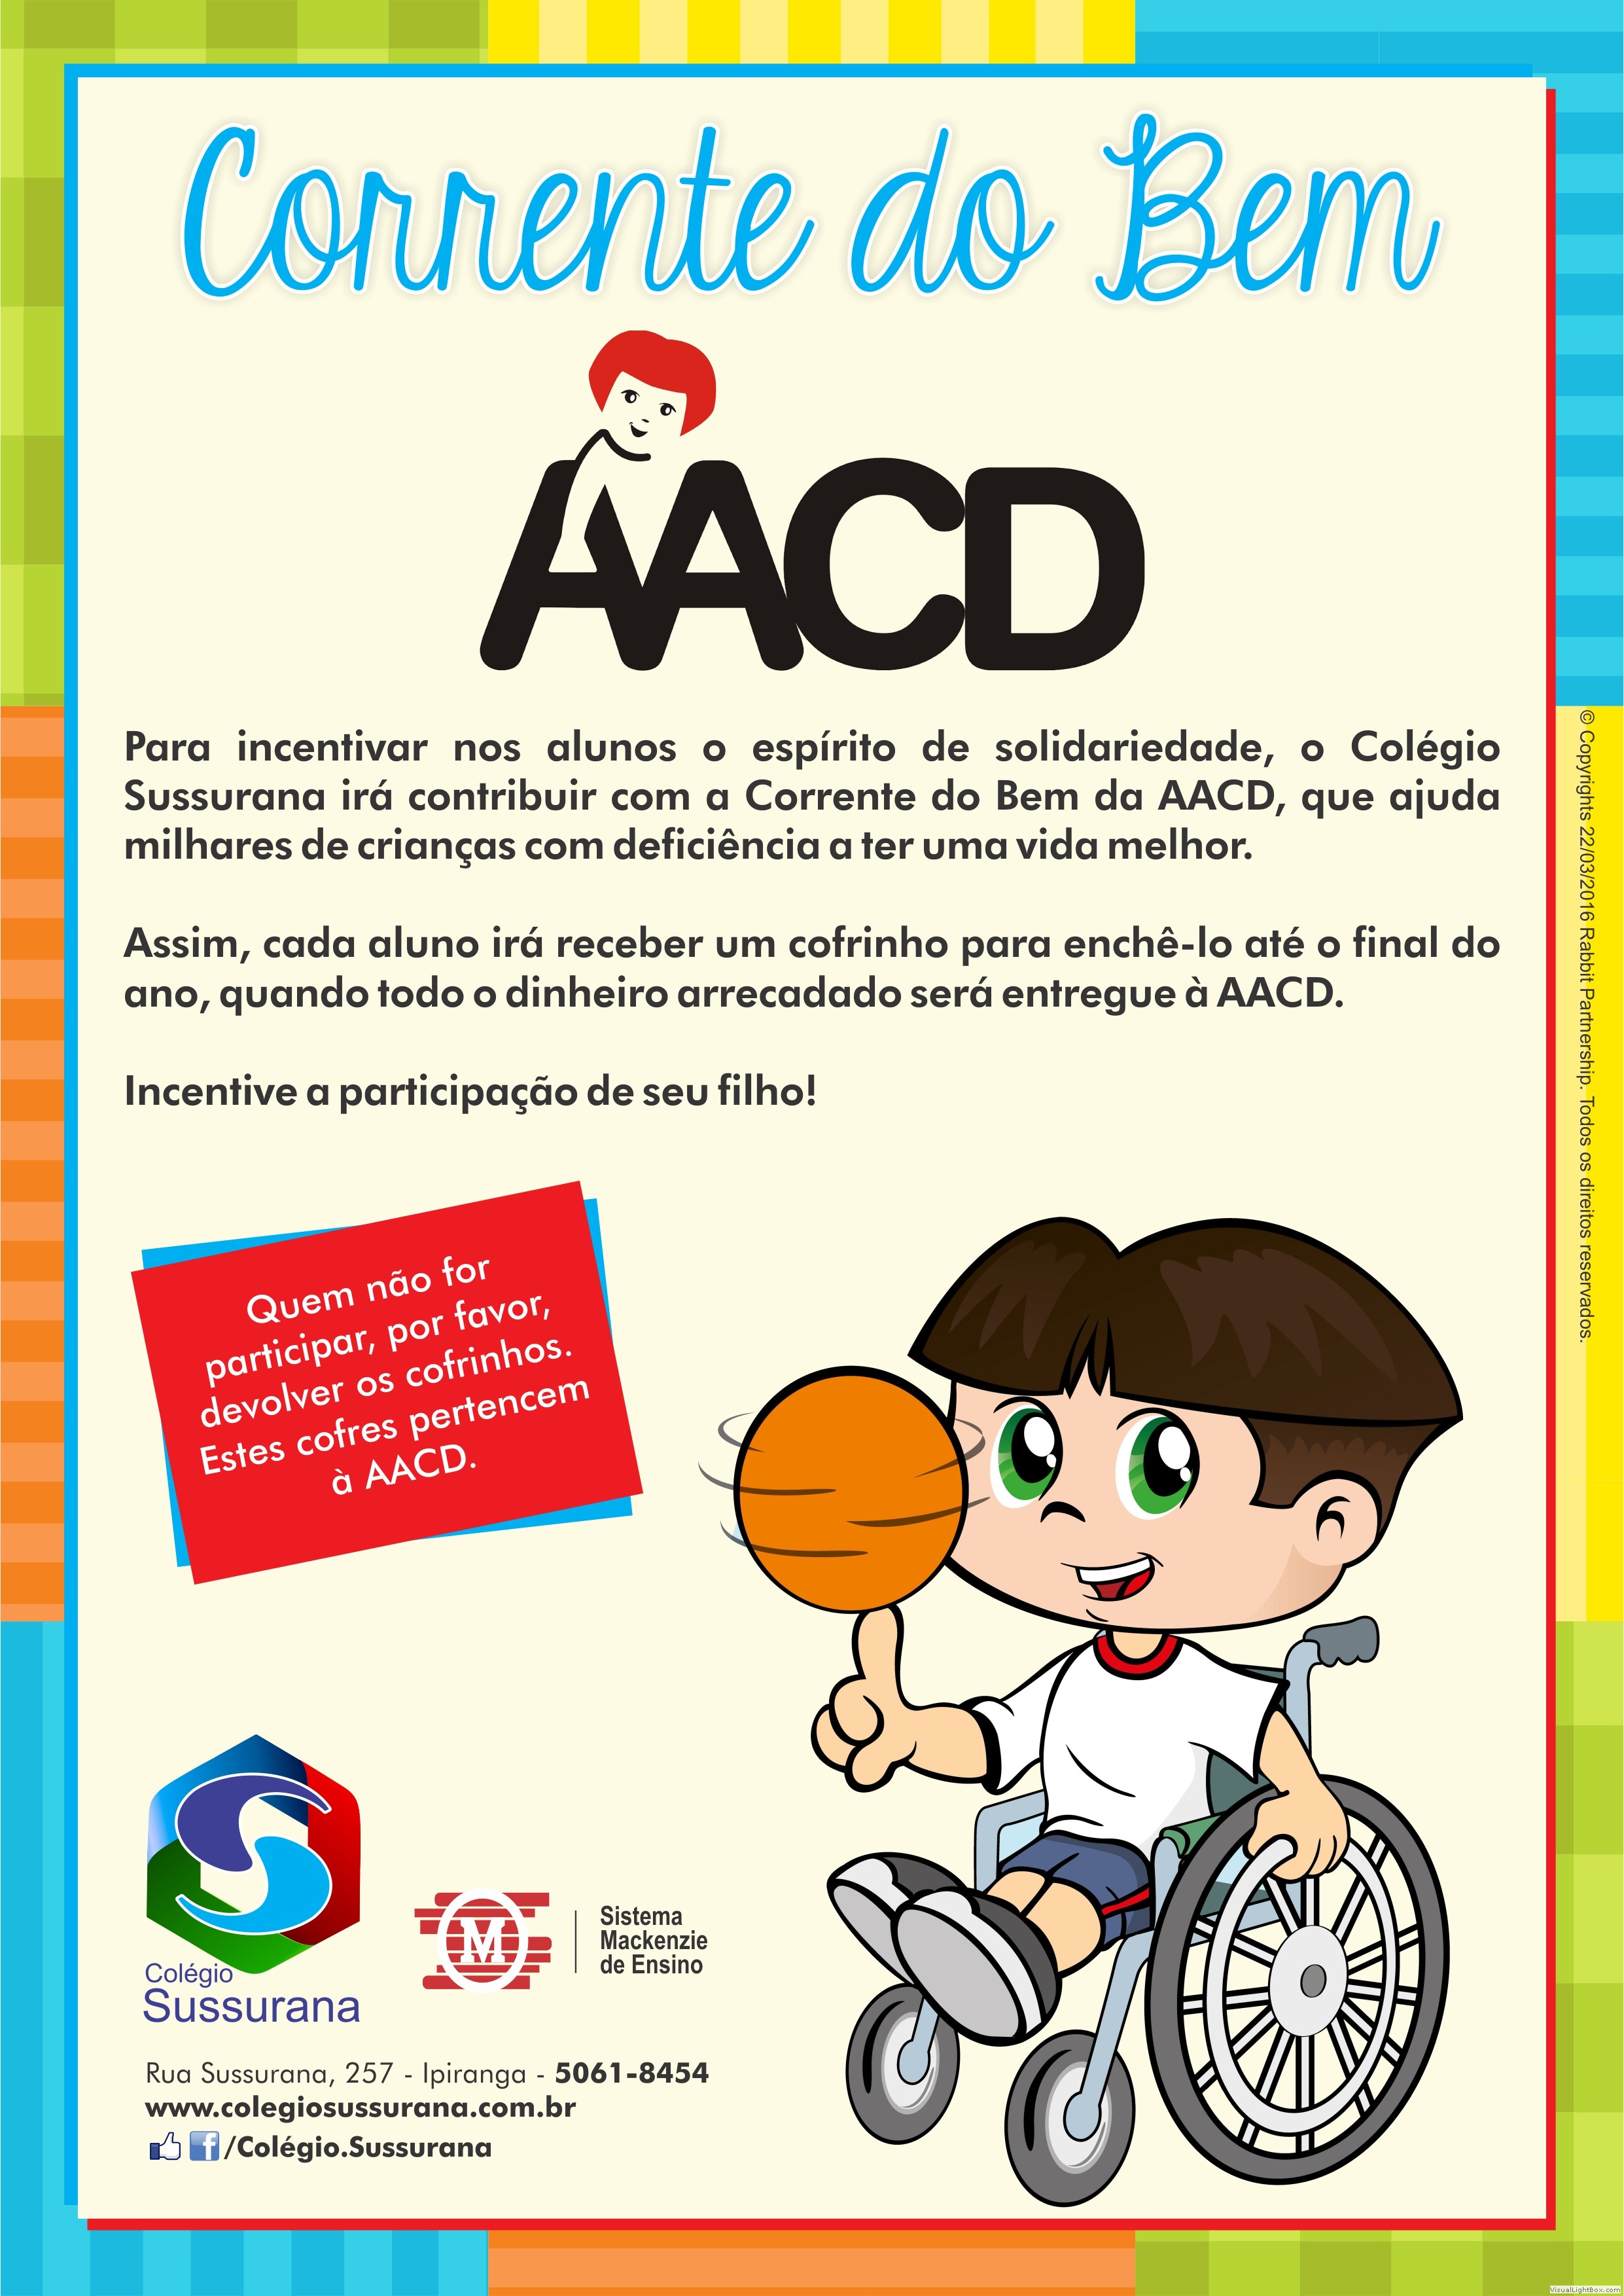 Corrente do Bem
AACD
Para incentivar nos alunos o espírito de solidariedade, o Colégio
Sussurana irá contribuir com a Corrente do Bem da AACD, que ajuda
milhares de crianças com deficiência a ter uma vida melhor.
Assim, cada aluno irá receber um cofrinho para enchê-lo até o final do
ano, quando todo o dinheiro arrecadado será entregue à AACD.
Incentive a participação de seu filho!
© Copyrights 22/03/2016 Rabbit Partnership. Todos os direitos reservados.
Quem não for
participar, por favor,
devolver os cofrinhos.
Estes cofres pertencem
à AACD.
Colégio
Sussurana
M
Sistema
Mackenzie
de Ensino
Rua Sussurana, 257 - Ipiranga - 5061-8454
www.colegiosussurana.com.br
f /Colégio.Sussurana
VisualLightBox.com